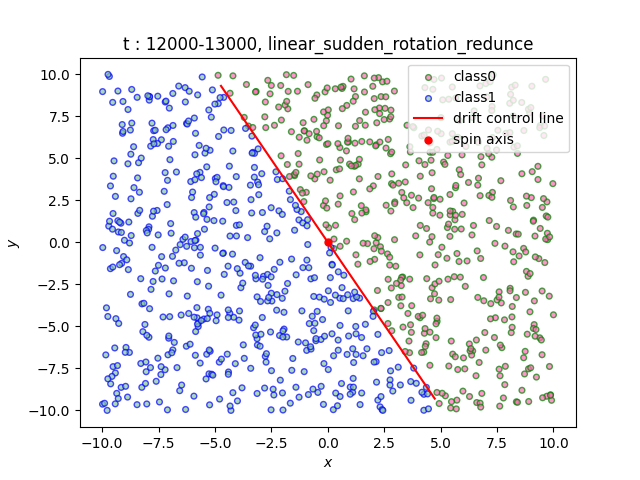 t : 12000-13000, linear_sudden_rotation_redunce
class0
class1
drift control line
spin axis
10.0
7.5
5.0
2.5
0.0
−2.5
−5.0
−7.5
−10.0
y
−10.0 −7.5 −5.0 −2.5 0.0 2.5 5.0 7.5 10.0
x